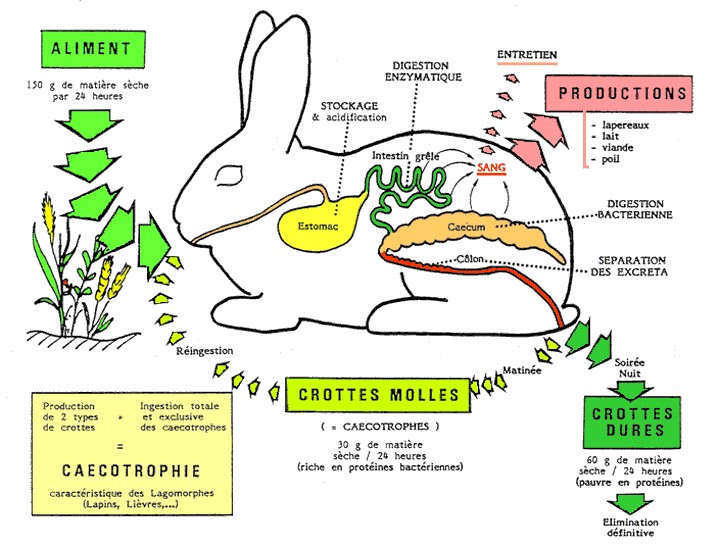 ALIMENT
150 g de matière sèche
par 24 heures
STOCKAGE
& acidification
DIGESTION
ENZYMATIQUE
ENTRETIEN
PRODUCTIONS
- lapereaux
- lait
- viande
- poil
Intestin grêle
SANG
Estomac
Caecum
Côlon
DIGESTION
BACTERIENNE
SEPARATION
DES EXCRETA
Réingestion
Matinée
Soirée
Nuit
CROTTES MOLLES
( = CAECOTROPHES )
30 g de matière
sèche / 24 heures
(riche en protéines bactériennes)
CROTTES
DURES
60 g de matière
sèche / 24 heures
(pauvre en protéines)
Elimination
définitive
Production
de 2 types
de crottes
+
Ingestion totale
et exclusive
des caecotrophes
=
CAECOTROPHIE
caractéristique des Lagomorphes
(Lapins, Lièvres,...)